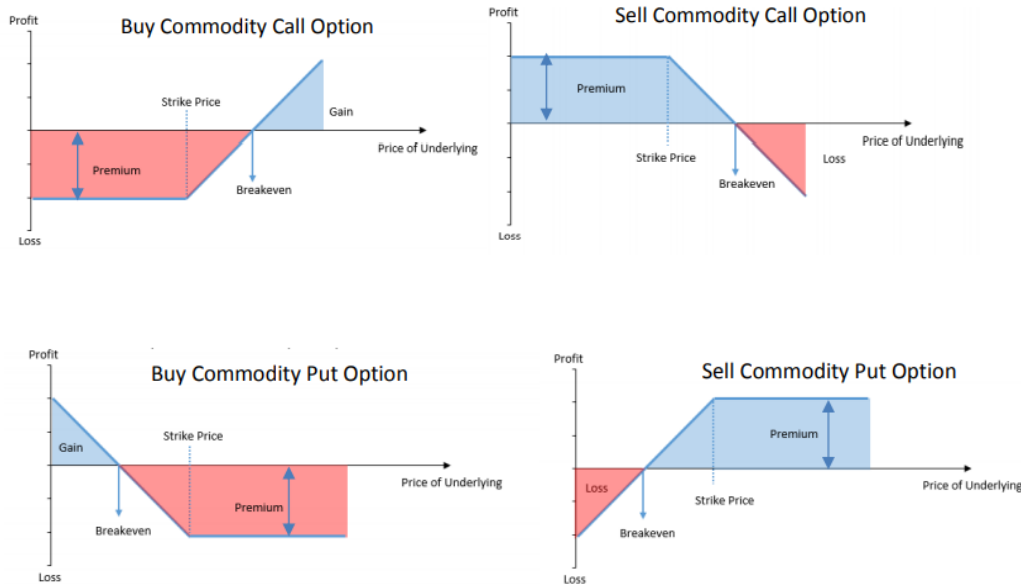 Profit
Buy Commodity Call Option
Strike Price
Gain
Price of Underlying
Premium
Breakeven
Loss
Profit
Sell Commodity Call Option
Premium
Price of Underlying
Strike Price
Loss
Breakeven
Loss
Profit
Buy Commodity Put Option
Strike Price
Gain
Price of Underlying
Premium
Breakeven
Loss
Profit
Sell Commodity Put Option
Premium
Price of Underlying
Loss
Strike Price
Breakeven
Loss